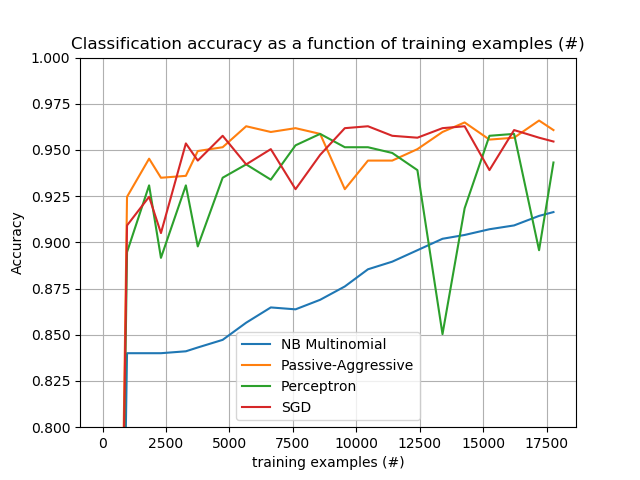 Classification accuracy as a function of training examples (#)
1.000
0.975
0.950
0.925
0.900
0.875
0.850
0.825
0.800
Accuracy
NB Multinomial
Passive-Aggressive
Perceptron
SGD
0 2500 5000 7500 10000 12500 15000 17500
training examples (#)